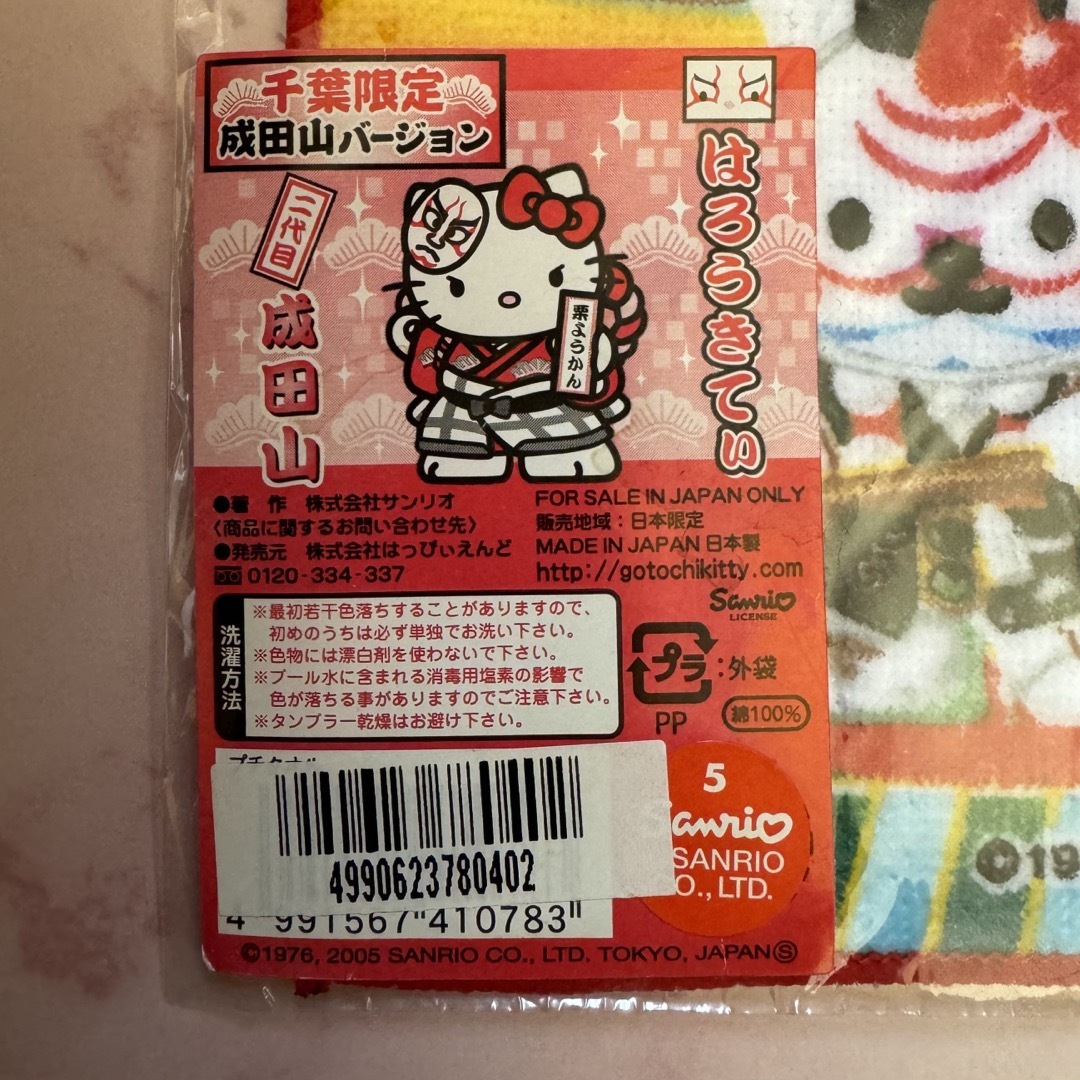 千葉限定
成田山バージョン
二代目
成田山
栗ようかん
はろうきてぃ
●著 作 株式会社サンリオ
〈商品に関するお問い合わせ先〉
●発売元 株式会社はっぴぃえんど
0120-334-337
FOR SALE IN JAPAN ONLY
販売地域:日本限定
MADE IN JAPAN 日本製
http://gotochikitty.com
Sanrio
LICENSE
洗濯方法
※最初若干色落ちすることがありますので、
初めのうちは必ず単独でお洗い下さい。
※色物には漂白剤を使わないで下さい。
※プール水に含まれる消毒用塩素の影響で
色が落ちる事がありますのでご注意下さい。
※タンブラー乾燥はお避け下さい。
プラ:外袋
PP
綿100%
4990623780402
4 991567"410783"
5
Sanrio
SANRIO
CO., LTD.
©1976, 2005 SANRIO CO., LTD. TOKYO, JAPAN Ⓢ
©19